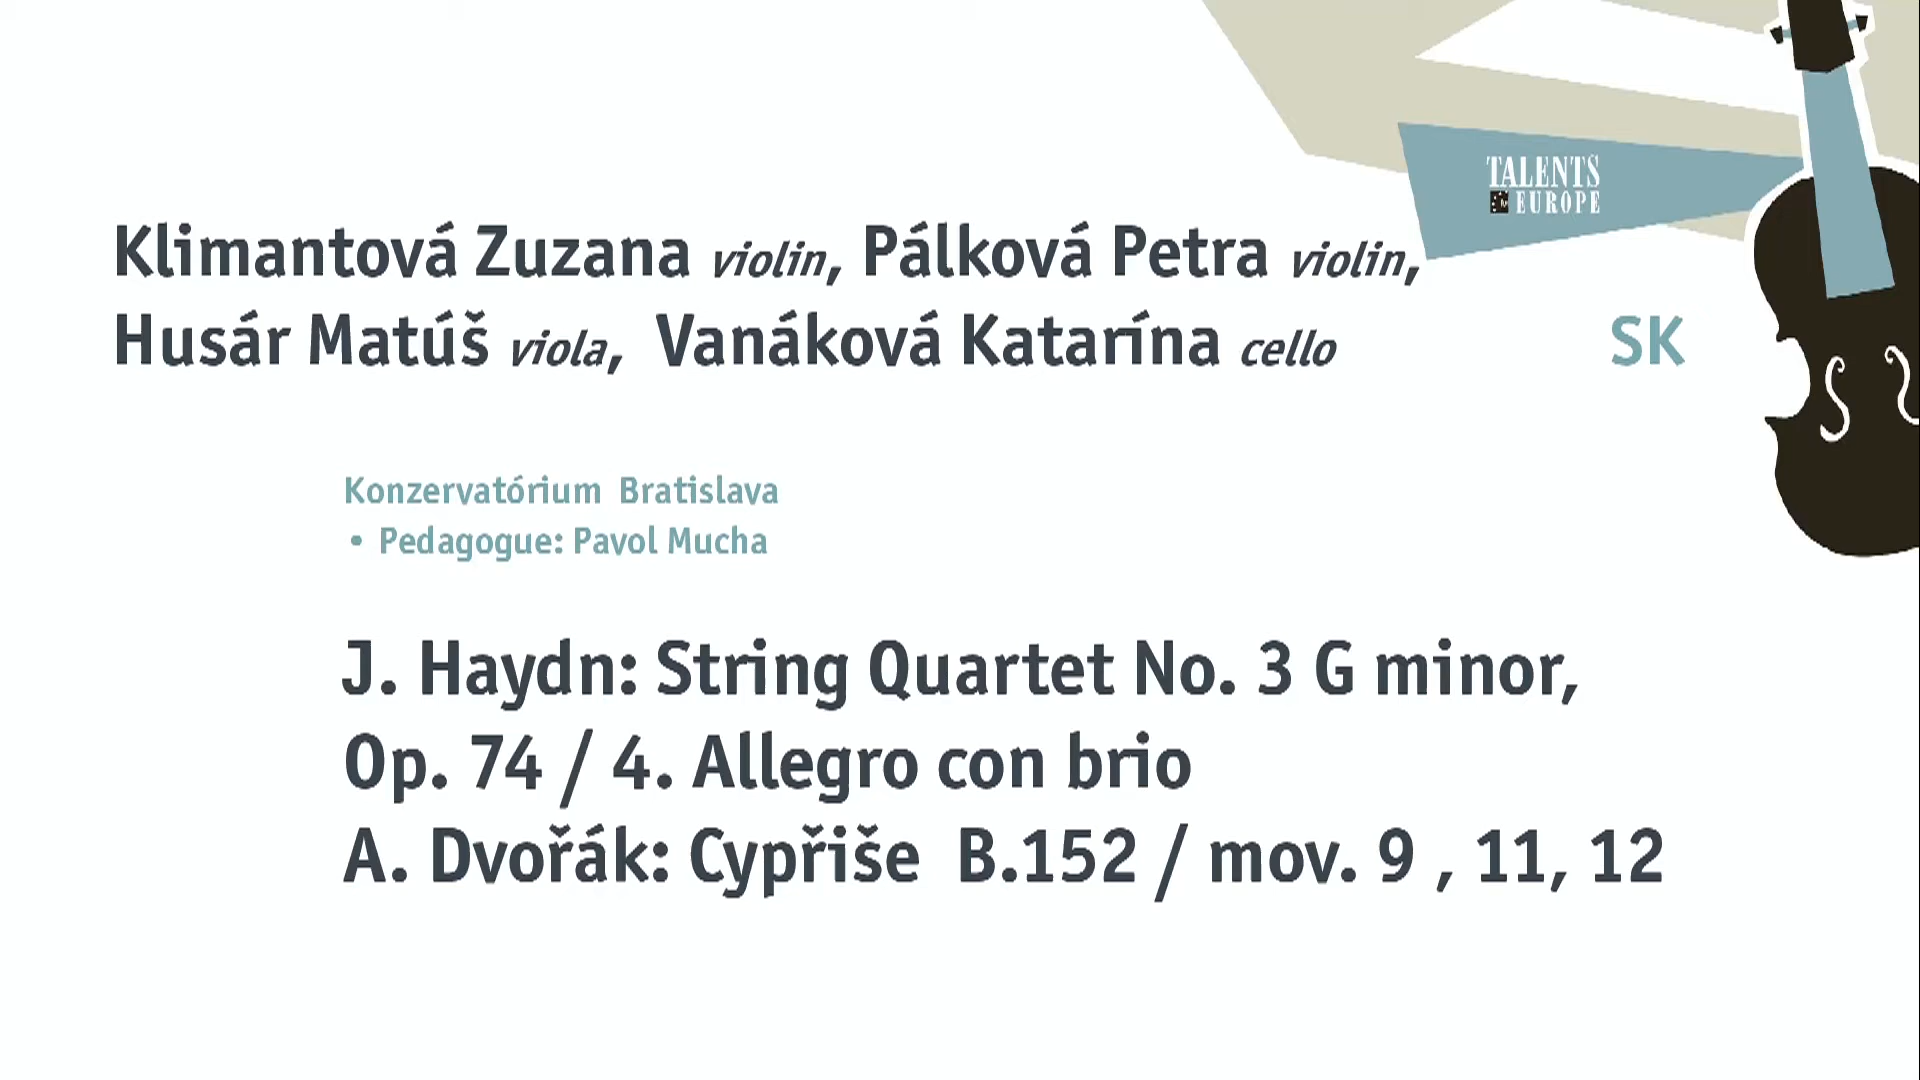 TALENTS
EUROPE
Klimantová Zuzana violin, Pálková Petra violin,
Husár Matúš viola, Vanáková Katarína cello
SK
Konzervatórium Bratislava
• Pedagogue: Pavol Mucha
J. Haydn: String Quartet No. 3 G minor,
Op. 74 / 4. Allegro con brio
A. Dvořák: Cypřiše B.152 / mov. 9 , 11, 12